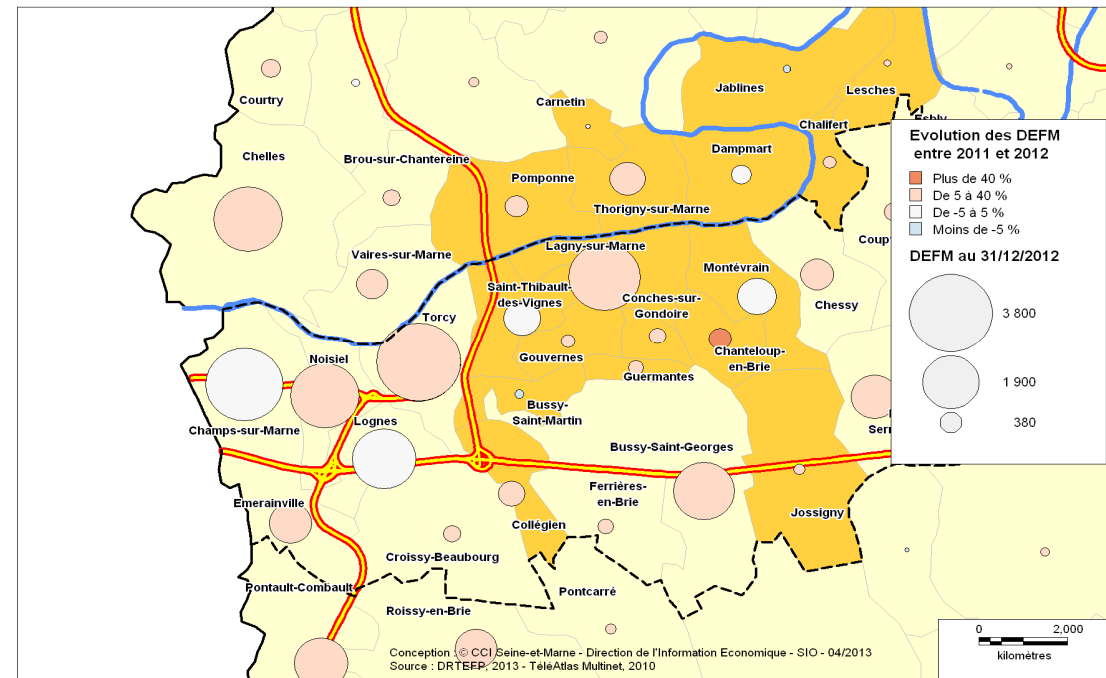 Courtry
Carnetin
Jablines
Lesches
Esbly
Chalifert
Chelles
Brou-sur-Chantereine
Dampmart
Pomponne
Thorigny-sur-Marne
Vaires-sur-Marne
Lagny-sur-Marne
Coup
Saint-Thibault-
des-Vignes
Montévrain
Conches-sur-
Gondoire
Chessy
Torcy
Noisiel
Gouvernes
Chanteloup-
en-Brie
Guermantes
Bussy-
Saint-Martin
Champs-sur-Marne
Lognes
Serr
Bussy-Saint-Georges
Emerainville
Ferrières-
en-Brie
Collégien
Jossigny
Croissy-Beaubourg
Pontault-Combault
Pontcarré
Roissy-en-Brie
Evolution des DEFM
entre 2011 et 2012
Plus de 40 %
De 5 à 40 %
De -5 à 5 %
Moins de -5 %
DEFM au 31/12/2012
3 800
1 900
380
0 2,000
kilomètres
Conception : © CCI Seine-et-Marne - Direction de l'Information Economique - SIO - 04/2013
Source : DRTEFP, 2013 - TéléAtlas Multinet, 2010